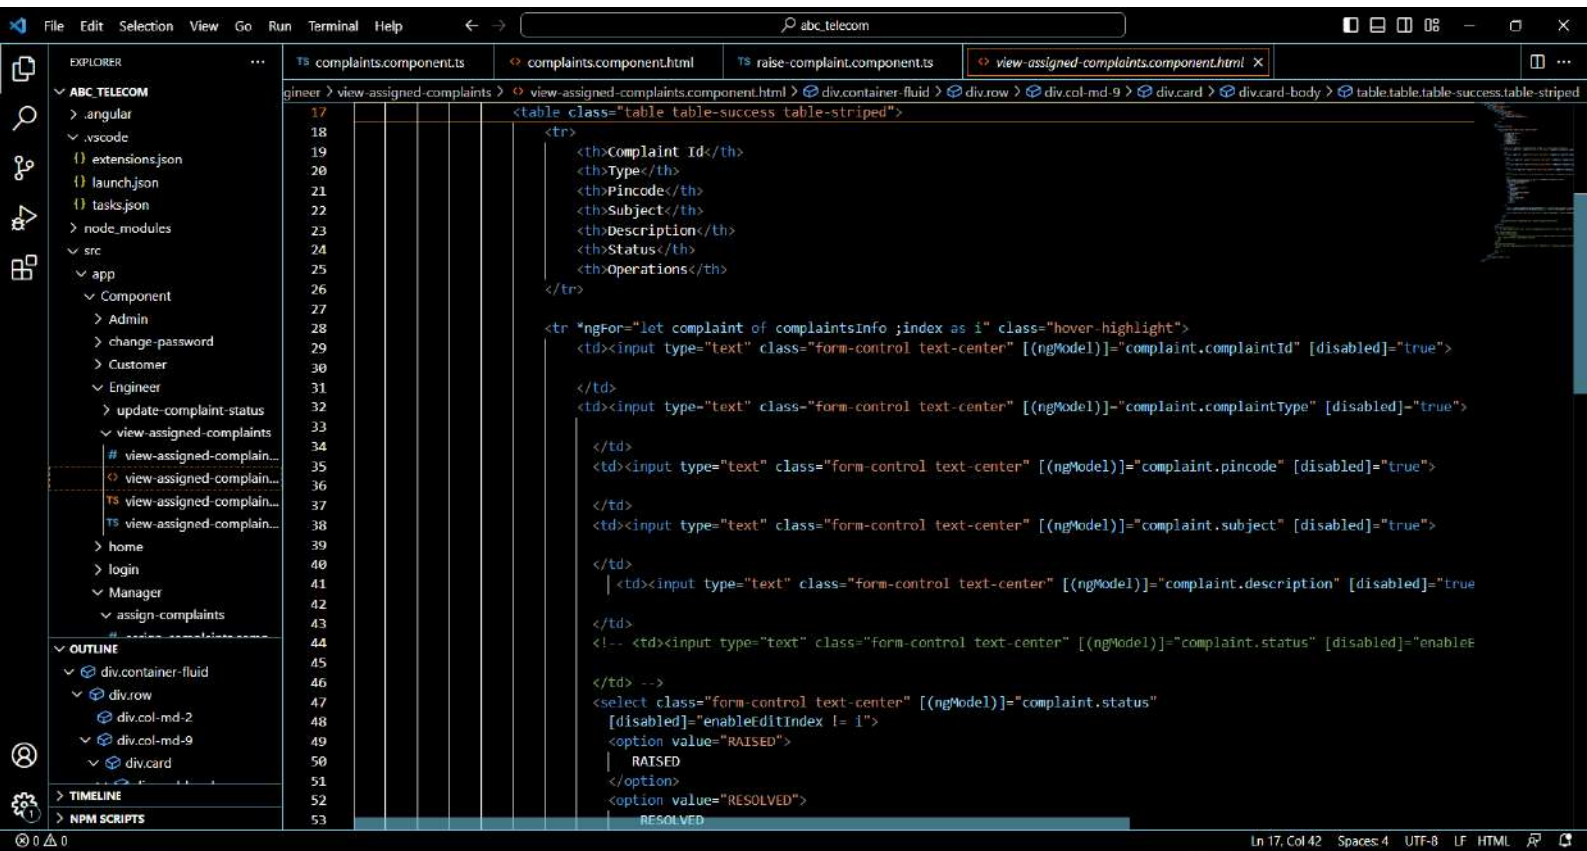 File Edit Selection View Go Run Terminal Help
abc_telecom
EXPLORER
complaints.component.ts
complaints.component.html
raise-complaint.component.ts
view-assigned-complaints.component.html
ABC_TELECOM
.angular
.vscode
extensions.json
launch.json
tasks.json
node_modules
src
app
Component
Admin
change-password
Customer
Engineer
update-complaint-status
view-assigned-complaints
view-assigned-complain...
view-assigned-complain...
view-assigned-complain...
view-assigned-complain...
home
login
Manager
assign-complaints
OUTLINE
div.container-fluid
div.row
div.col-md-2
div.col-md-9
div.card
TIMELINE
NPM SCRIPTS
gineer > view-assigned-complaints > view-assigned-complaints.component.html > div.container-fluid > div.row > div.col-md-9 > div.card > div.card-body > table.table.table-success.table-striped
17 <table class="table table-success table-striped">
18 <tr>
19 <th>Complaint Id</th>
20 <th>Type</th>
21 <th>Pincode</th>
22 <th>Subject</th>
23 <th>Description</th>
24 <th>Status</th>
25 <th>Operations</th>
26 </tr>
27
28 <tr *ngFor="let complaint of complaintsInfo ;index as i" class="hover-highlight">
29 <td><input type="text" class="form-control text-center" [(ngModel)]="complaint.complaintId" [disabled]="true">
30
31 </td>
32 <td><input type="text" class="form-control text-center" [(ngModel)]="complaint.complaintType" [disabled]="true">
33
34 </td>
35 <td><input type="text" class="form-control text-center" [(ngModel)]="complaint.pincode" [disabled]="true">
36
37 </td>
38 <td><input type="text" class="form-control text-center" [(ngModel)]="complaint.subject" [disabled]="true">
39
40 </td>
41 <td><input type="text" class="form-control text-center" [(ngModel)]="complaint.description" [disabled]="true
42
43 </td>
44 <!-- <td><input type="text" class="form-control text-center" [(ngModel)]="complaint.status" [disabled]="enableE
45
46 </td> -->
47 <select class="form-control text-center" [(ngModel)]="complaint.status"
48 [disabled]="enableEditIndex != i">
49 <option value="RAISED">
50 RAISED
51 </option>
52 <option value="RESOLVED">
53 RESOLVED
0 0
Ln 17, Col 42 Spaces: 4 UTF-8 LF HTML